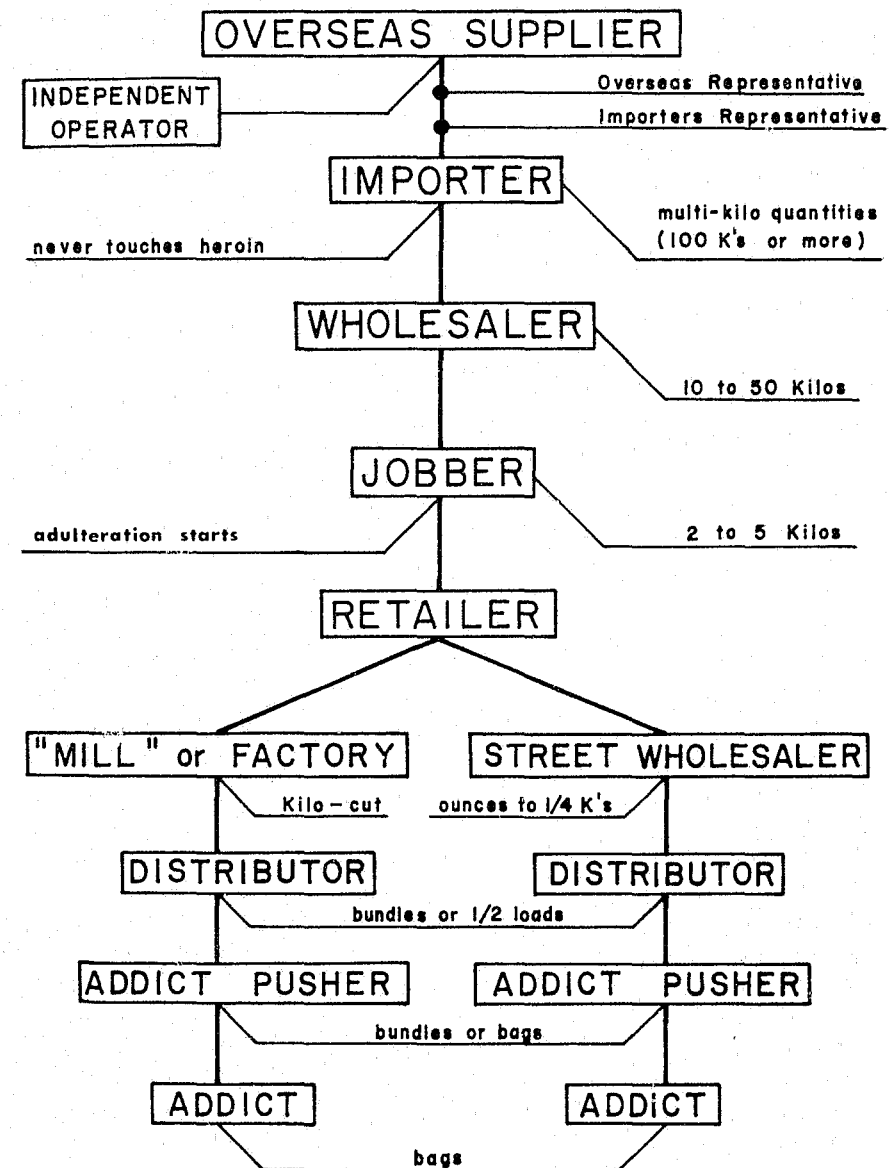 OVERSEAS SUPPLIER
INDEPENDENT
OPERATOR
Overseas Representative
Importers Representative
IMPORTER
multi-kilo quantities
(100 K's or more)
never touches heroin
WHOLESALER
10 to 50 Kilos
JOBBER
adulteration starts
2 to 5 Kilos
RETAILER
"MILL" or FACTORY
STREET WHOLESALER
Kilo-cut
ounces to 1/4 K's
DISTRIBUTOR
DISTRIBUTOR
bundles or 1/2 loads
ADDICT PUSHER
ADDICT PUSHER
bundles or bags
ADDICT
ADDiCT
bags